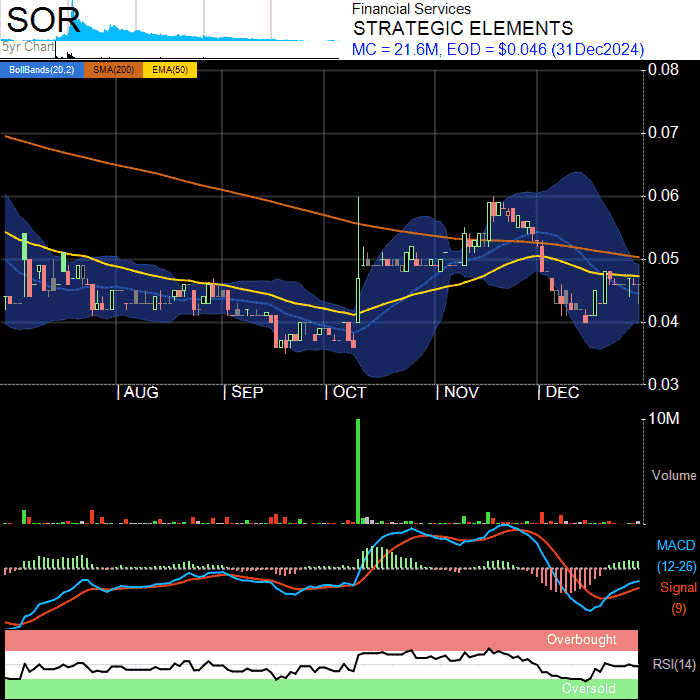 SOR
5yr Chart
Financial Services
STRATEGIC ELEMENTS
MC = 21.6M, EOD = $0.046 (31Dec2024)
BollBands(20,2) SMA(200) EMA(50)
0.08
0.07
0.06
0.05
0.04
0.03
AUG SEP OCT NOV DEC
10M
Volume
MACD
(12-26)
Signal
(9)
Overbought
RSI(14)
Oversold